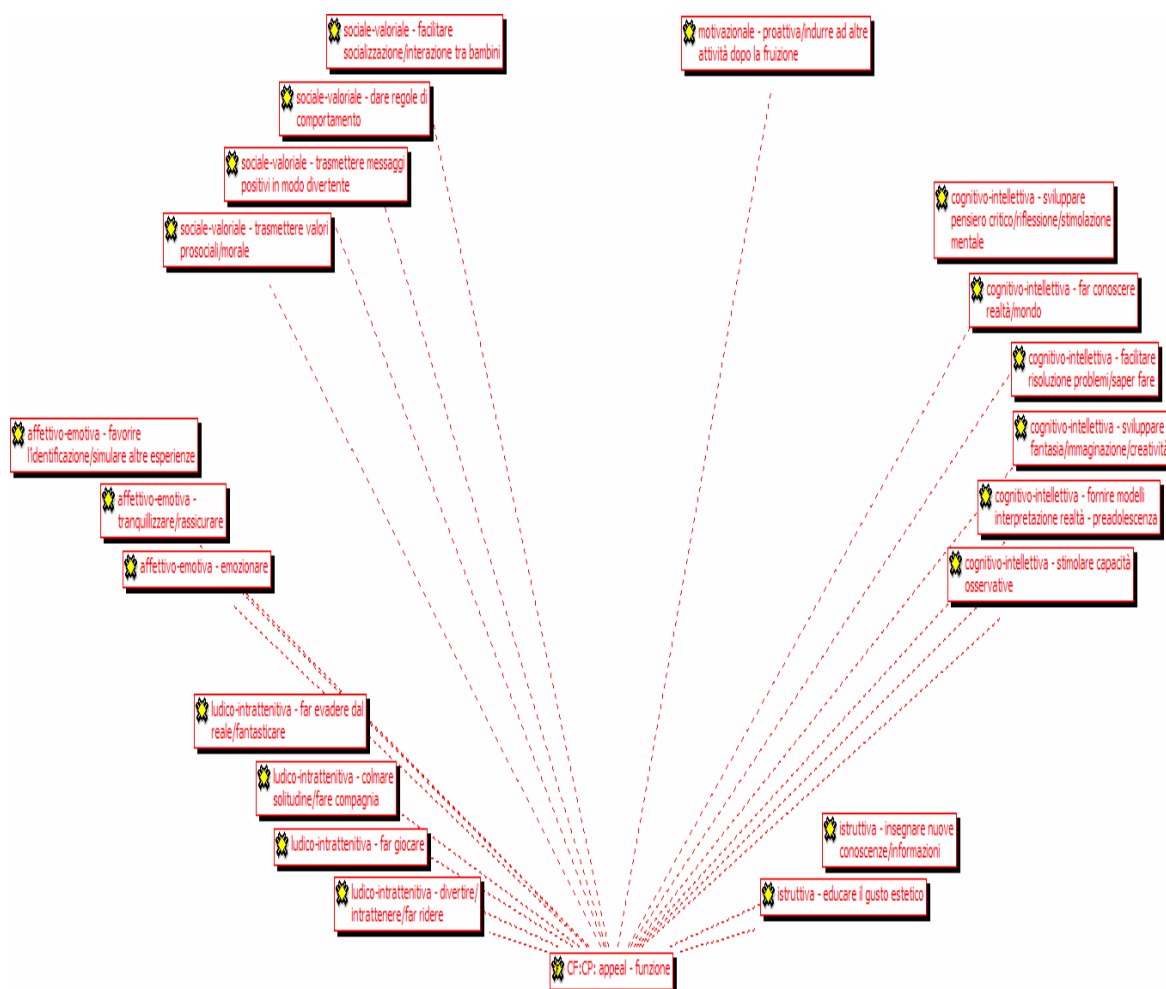 sociale-valoriale - facilitare
socializzazione/interazione tra bambini
motivazionale - proattiva/indurre ad altre
attività dopo la fruizione
sociale-valoriale - dare regole di
comportamento
sociale-valoriale - trasmettere messaggi
positivi in modo divertente
sociale-valoriale - trasmettere valori
prosociali/morale
cognitivo-intellettiva - sviluppare
pensiero critico/riflessione/stimolazione
mentale
cognitivo-intellettiva - far conoscere
realtà/mondo
cognitivo-intellettiva - facilitare
risoluzione problemi/saper fare
cognitivo-intellettiva - sviluppare
fantasia/immaginazione/creatività
cognitivo-intellettiva - fornire modelli
interpretazione realtà - preadolescenza
cognitivo-intellettiva - stimolare capacità
osservative
affettivo-emotiva - favorire
l'identificazione/simulare altre esperienze
affettivo-emotiva -
tranquillizzare/rassicurare
affettivo-emotiva - emozionare
ludico-intrattenitiva - far evadere dal
reale/fantasticare
ludico-intrattenitiva - colmare
solitudine/fare compagnia
ludico-intrattenitiva - far giocare
ludico-intrattenitiva - divertire/
intrattenere/far ridere
istruttiva - insegnare nuove
conoscenze/informazioni
istruttiva - educare il gusto estetico
CF:CP: appeal - funzione